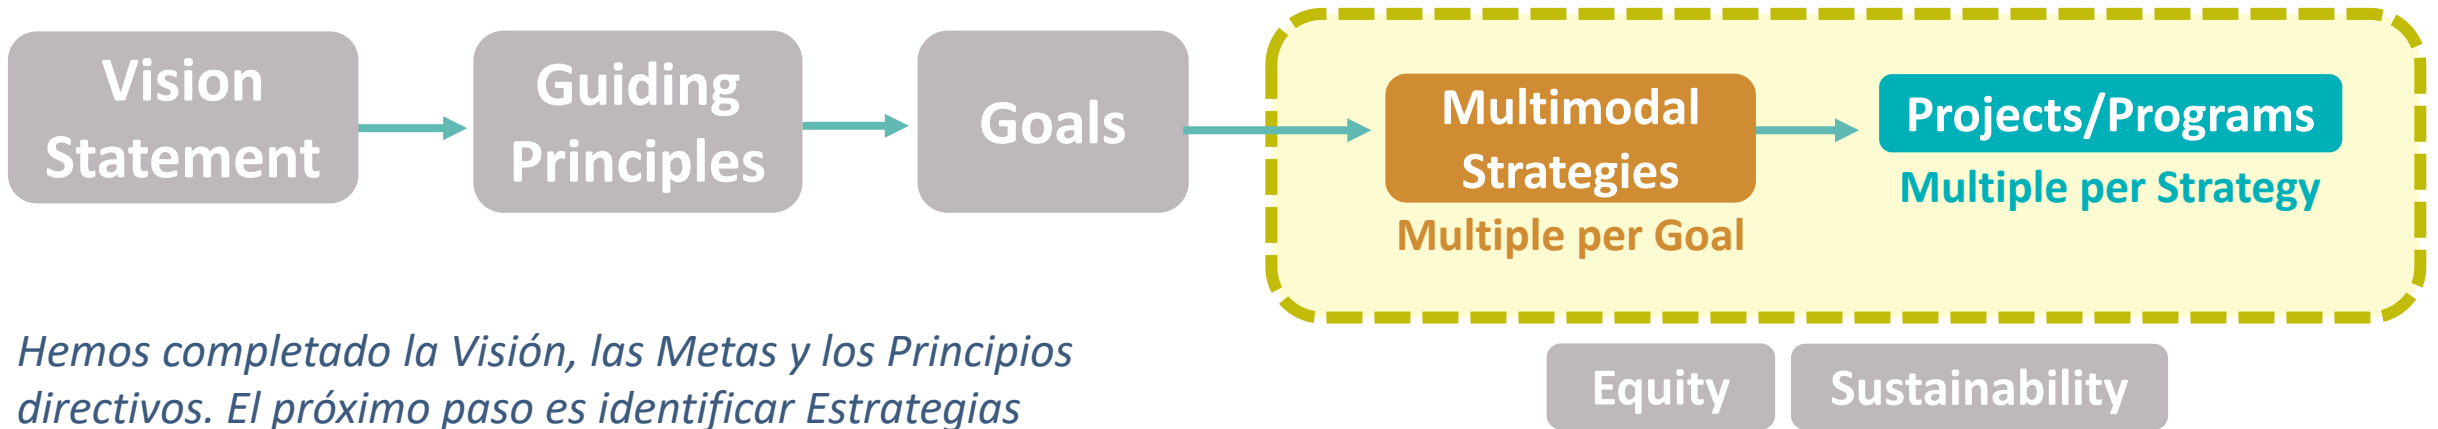 Vision
Statement
Guiding
Principles
Goals
Multimodal
Strategies
Multiple per Goal
Projects/Programs
Multiple per Strategy
Hemos completado la Visión, las Metas y los Principios
directivos. El próximo paso es identificar Estrategias
Equity
Sustainability